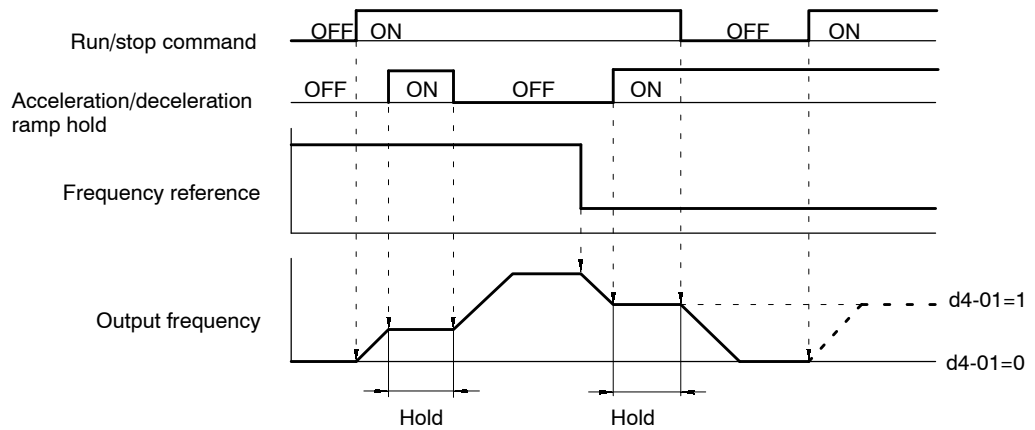 Run/stop command
OFF ON OFF ON
Acceleration/deceleration
ramp hold
OFF ON OFF ON
Frequency reference
Output frequency
d4-01=1
d4-01=0
Hold Hold